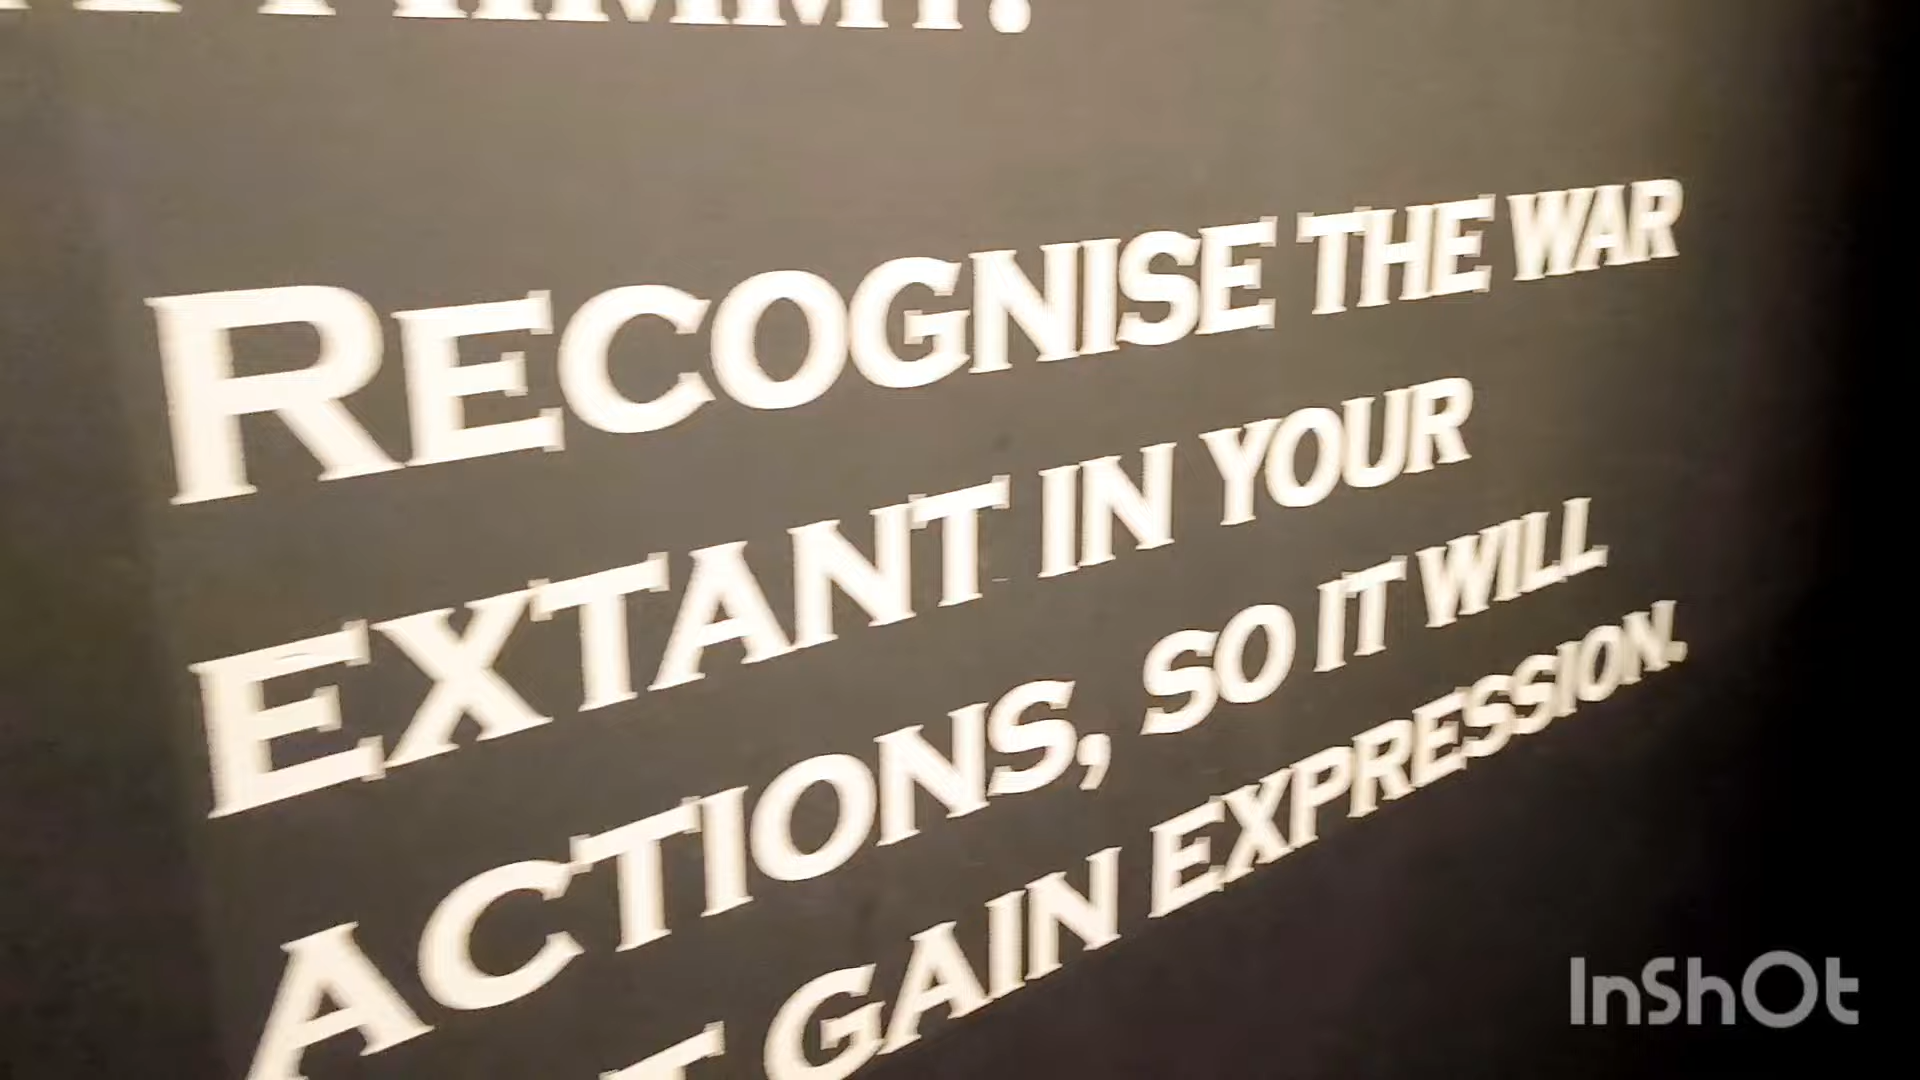 RECOGNISE THE WAR
EXTANT IN YOUR
ACTIONS, SO IT WILL
GAIN EXPRESSION.
InShOt